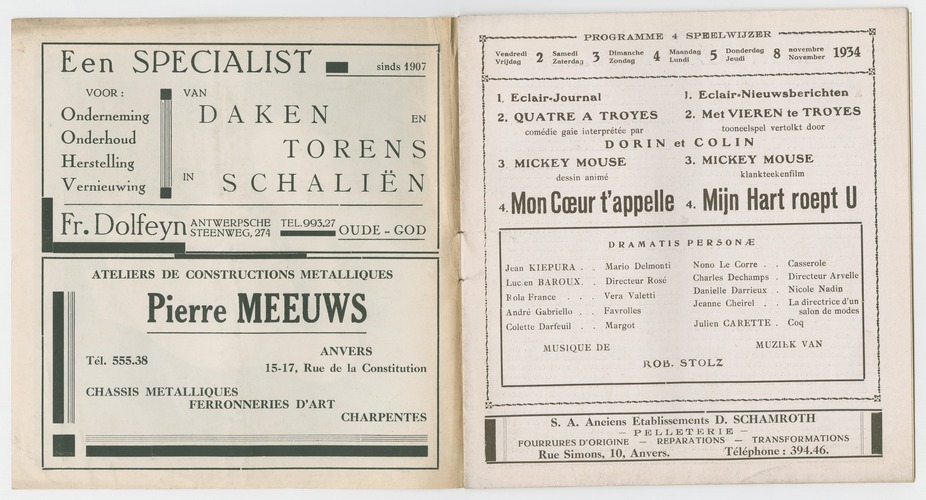 Een SPECIALIST sinds 1907
VOOR :
Onderneming
Onderhoud
Herstelling
Vernieuwing
VAN
DAKEN EN
TORENS
IN SCHALIËN
Fr. Dolfeyn ANTWERPSCHE STEENWEG, 274 TEL. 993,27 OUDE - GOD
ATELIERS DE CONSTRUCTIONS METALLIQUES
Pierre MEEUWS
Tél. 555.38
ANVERS
15-17, Rue de la Constitution
CHASSIS METALLIQUES
FERRONNERIES D'ART
CHARPENTES
PROGRAMME 4 SPEELWIJZER
Vendredi Vrijdag 2 Samedi Zaterdag 3 Dimanche Zondag 4 Maandag Lundi 5 Donderdag Jeudi 8 novembre November 1934
1. Eclair-Journal
2. QUATRE A TROYES
comédie gaie interprétée par
1. Eclair-Nieuwsberichten
2. Met VIEREN te TROYES
tooneelspel vertolkt door
DORIN et COLIN
3 MICKEY MOUSE
dessin animé
3. MICKEY MOUSE
klankteekenfilm
4. Mon Cœur t'appelle 4. Mijn Hart roept U
DRAMATIS PERSONÆ
Jean KIEPURA . . Mario Delmonti
Luc.en BAROUX. . Directeur Rosé
Rola France . . . Vera Valetti
André Gabriello . . Favrolles
Colette Darfeuil . . Margot
Nono Le Corre . . Casserole
Charles Dechamps . Directeur Arvelle
Danielle Darrieux . Nicole Nadin
Jeanne Cheirel . . La directrice d'un
salon de modes
Julien CARETTE . Coq
MUSIQUE DE MUZIEK VAN
ROB. STOLZ
S. A. Anciens Etablissements D. SCHAMROTH
— PELLETERIE —
FOURRURES D'ORIGINE — REPARATIONS — TRANSFORMATIONS
Rue Simons, 10, Anvers. Téléphone : 394.46.